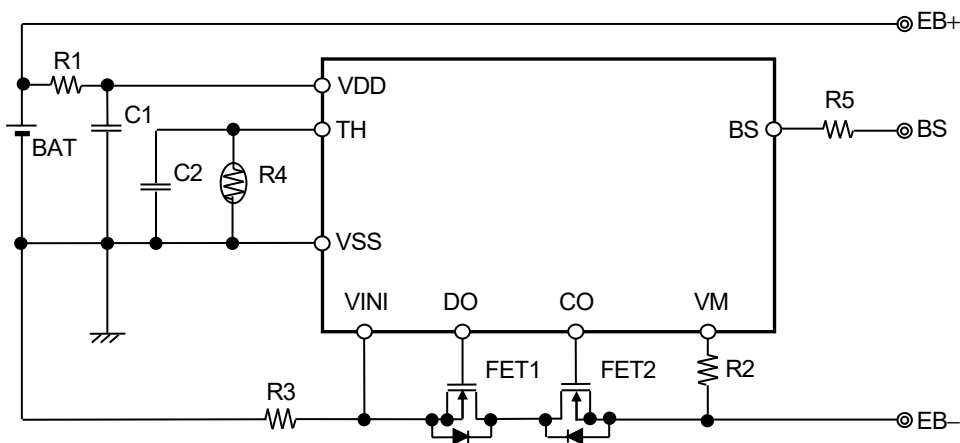 EB+
R1
VDD
R5
C1
TH
BS
BS
BAT
C2
R4
VSS
VINI
DO
CO
VM
FET1
FET2
R2
R3
EB−